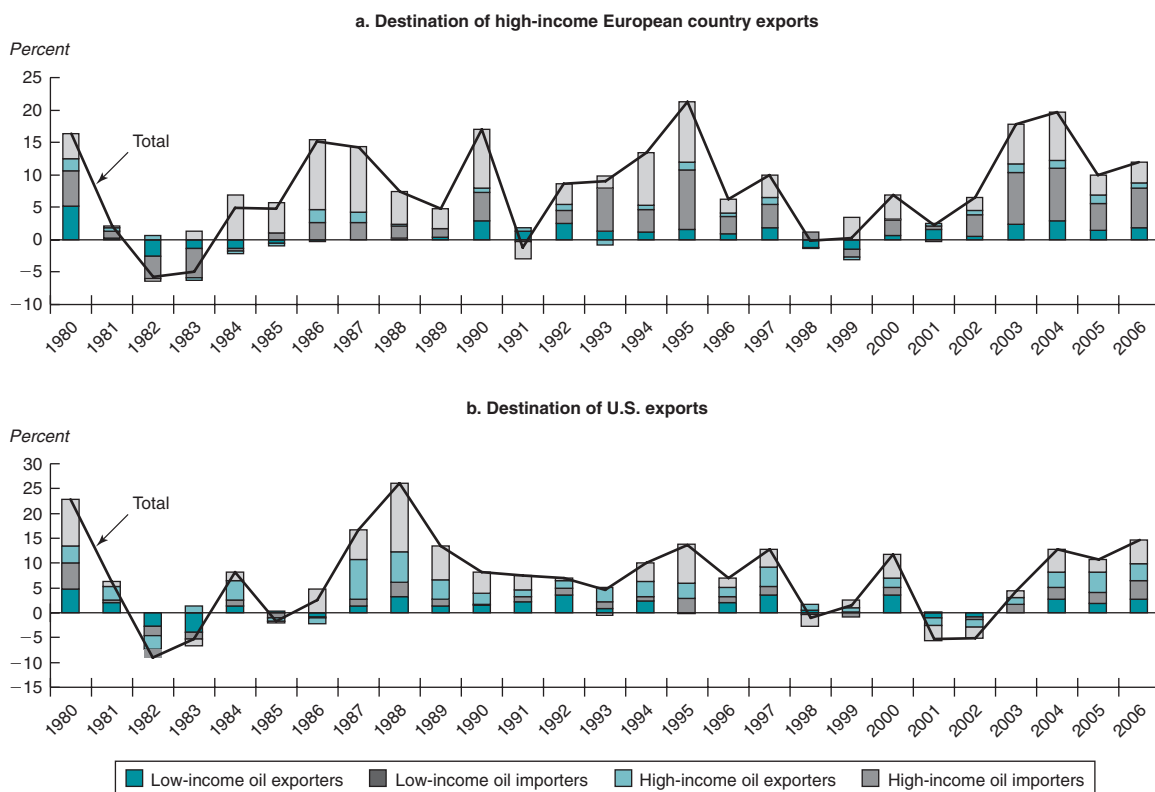 a. Destination of high-income European country exports
Percent
25
20
15
10
5
0
−5
−10
Total
1980 1981 1982 1983 1984 1985 1986 1987 1988 1989 1990 1991 1992 1993 1994 1995 1996 1997 1998 1999 2000 2001 2002 2003 2004 2005 2006
b. Destination of U.S. exports
Percent
30
25
20
15
10
5
0
−5
−10
−15
Total
1980 1981 1982 1983 1984 1985 1986 1987 1988 1989 1990 1991 1992 1993 1994 1995 1996 1997 1998 1999 2000 2001 2002 2003 2004 2005 2006
Low-income oil exporters Low-income oil importers High-income oil exporters High-income oil importers